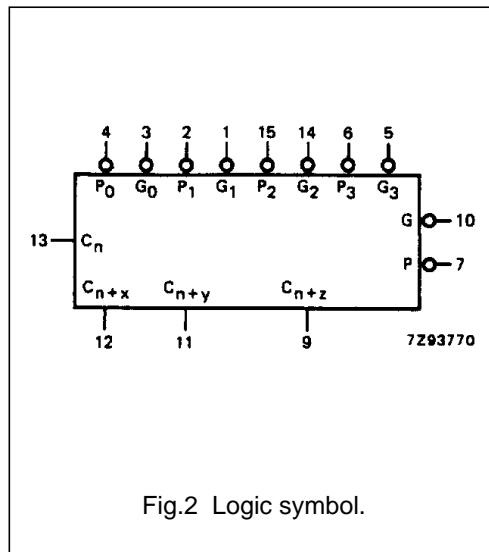 4 3 2 1 15 14 6 5
P0 G0 P1 G1 P2 G2 P3 G3
G 10
13 Cn
P 7
Cn+x Cn+y Cn+z
12 11 9 7Z93770
Fig.2 Logic symbol.